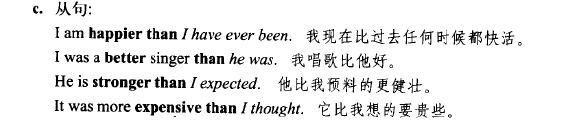 c. 从句:
I am happier than I have ever been. 我现在比过去任何时候都快活。
I was a better singer than he was. 我唱歌比他好。
He is stronger than I expected. 他比我预料的更健壮。
It was more expensive than I thought. 它比我想的要贵些。